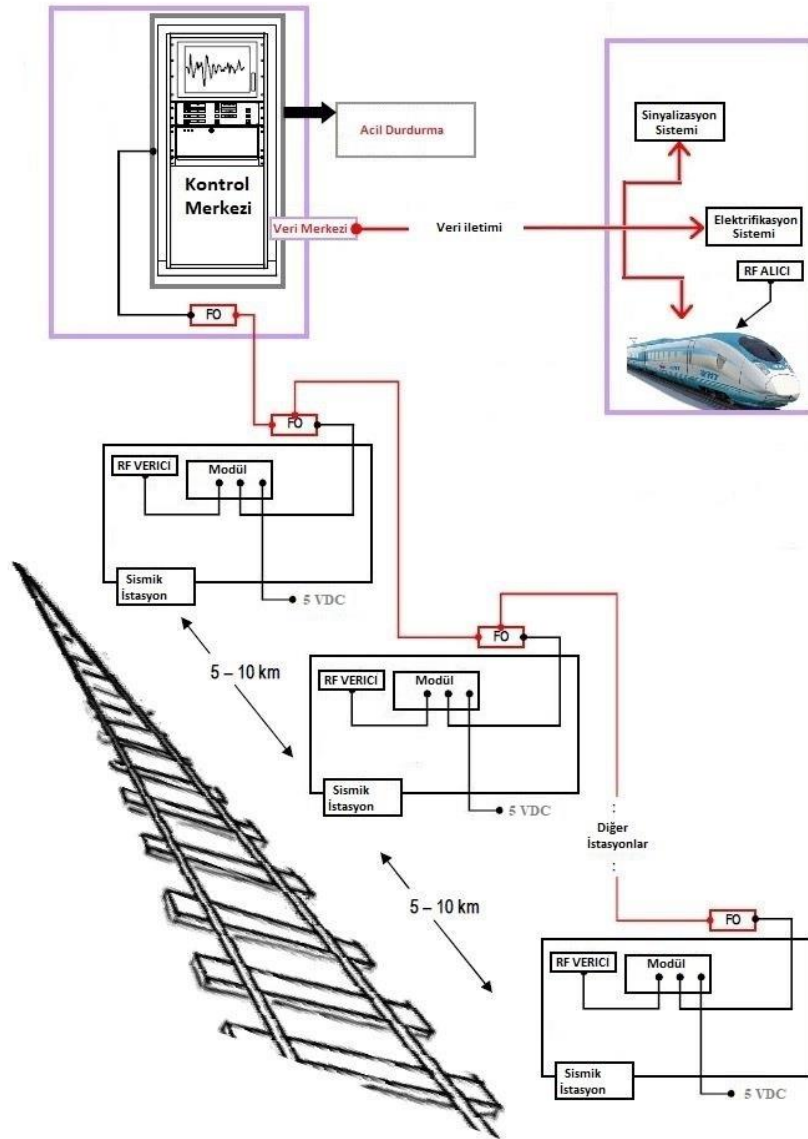 Kontrol
Merkezi
Acil Durdurma
Veri Merkezi
Veri iletimi
Sinyalizasyon
Sistemi
Elektrifikasyon
Sistemi
RF ALICI
FO
FO
RF VERICI
Modül
Sismik
İstasyon
5 VDC
5 – 10 km
FO
RF VERICI
Modül
Sismik
İstasyon
5 VDC
:
Diğer
İstasyonlar
:
5 – 10 km
FO
RF VERICI
Modül
Sismik
İstasyon
5 VDC